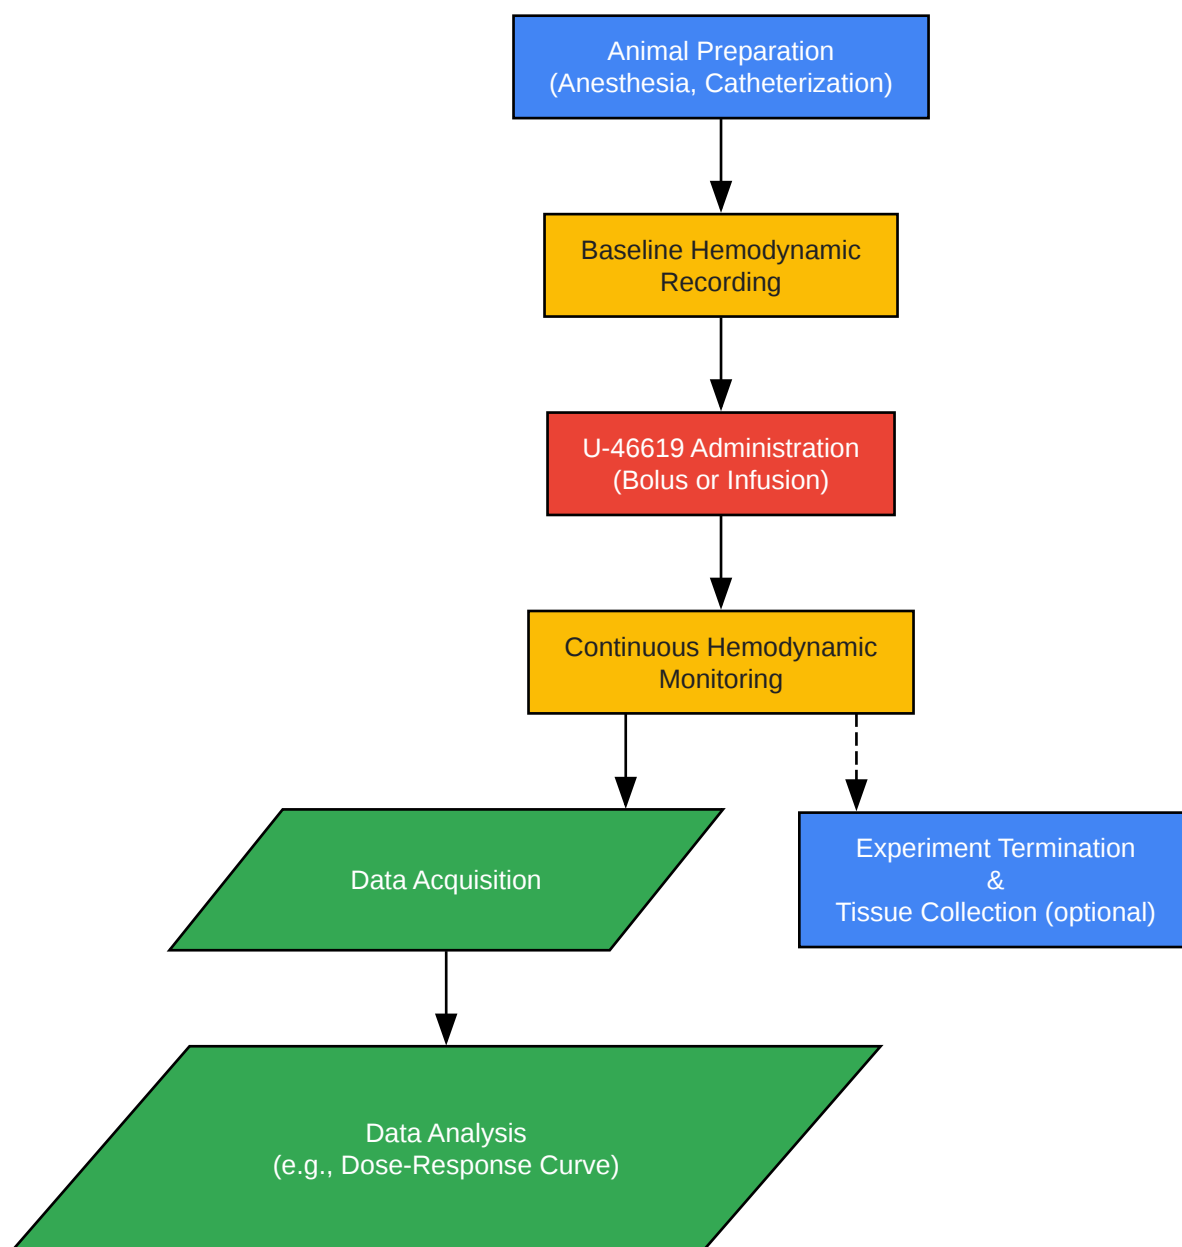 Animal Preparation
(Anesthesia, Catheterization)
Baseline Hemodynamic
Recording
U-46619 Administration
(Bolus or Infusion)
Continuous Hemodynamic
Monitoring
Data Acquisition
Experiment Termination
&
Tissue Collection (optional)
Data Analysis
(e.g., Dose-Response Curve)